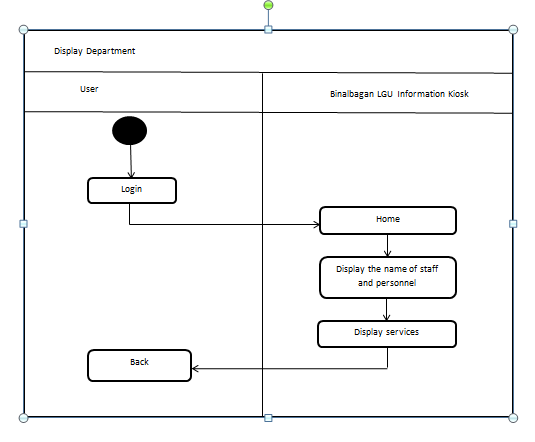 Display Department
User
Binalbagan LGU Information Kiosk
Login
Home
Display the name of staff
and personnel
Display services
Back